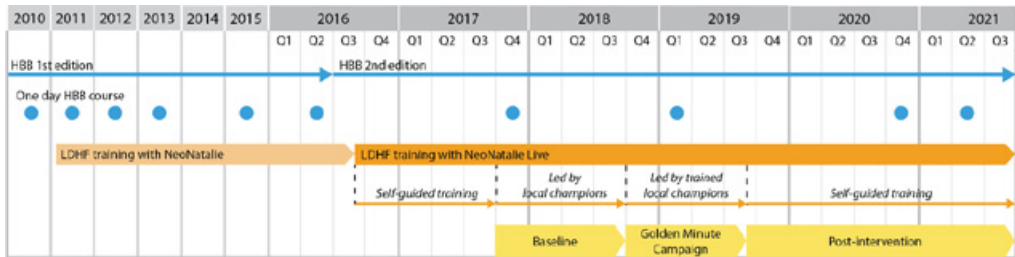 2010 2011 2012 2013 2014 2015 2016 2017 2018 2019 2020 2021
Q1 Q2 Q3 Q4 Q1 Q2 Q3 Q4 Q1 Q2 Q3 Q4 Q1 Q2 Q3 Q4 Q1 Q2 Q3 Q4 Q1 Q2 Q3
HBB 1st edition HBB 2nd edition
One day HBB course
LDHF training with NeoNatalie LDHF training with NeoNatalie Live
Self-guided training
Led by
local champions
Led by trained
local champions
Self-guided training
Baseline
Golden Minute
Campaign
Post-intervention